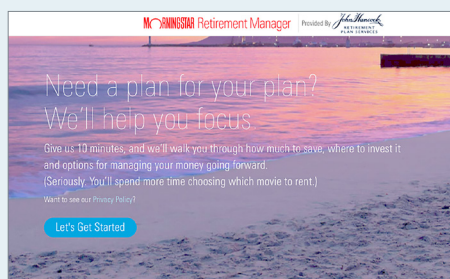 MORNINGSTAR Retirement Manager Provided By John Hancock
RETIREMENT
PLAN SERVICES
Need a plan for your plan?
We'll help you focus.
Give us 10 minutes, and we'll walk you through how much to save, where to invest it
and options for managing your money going forward.
(Seriously. You'll spend more time choosing which movie to rent.)
Want to see our Privacy Policy?
Let's Get Started